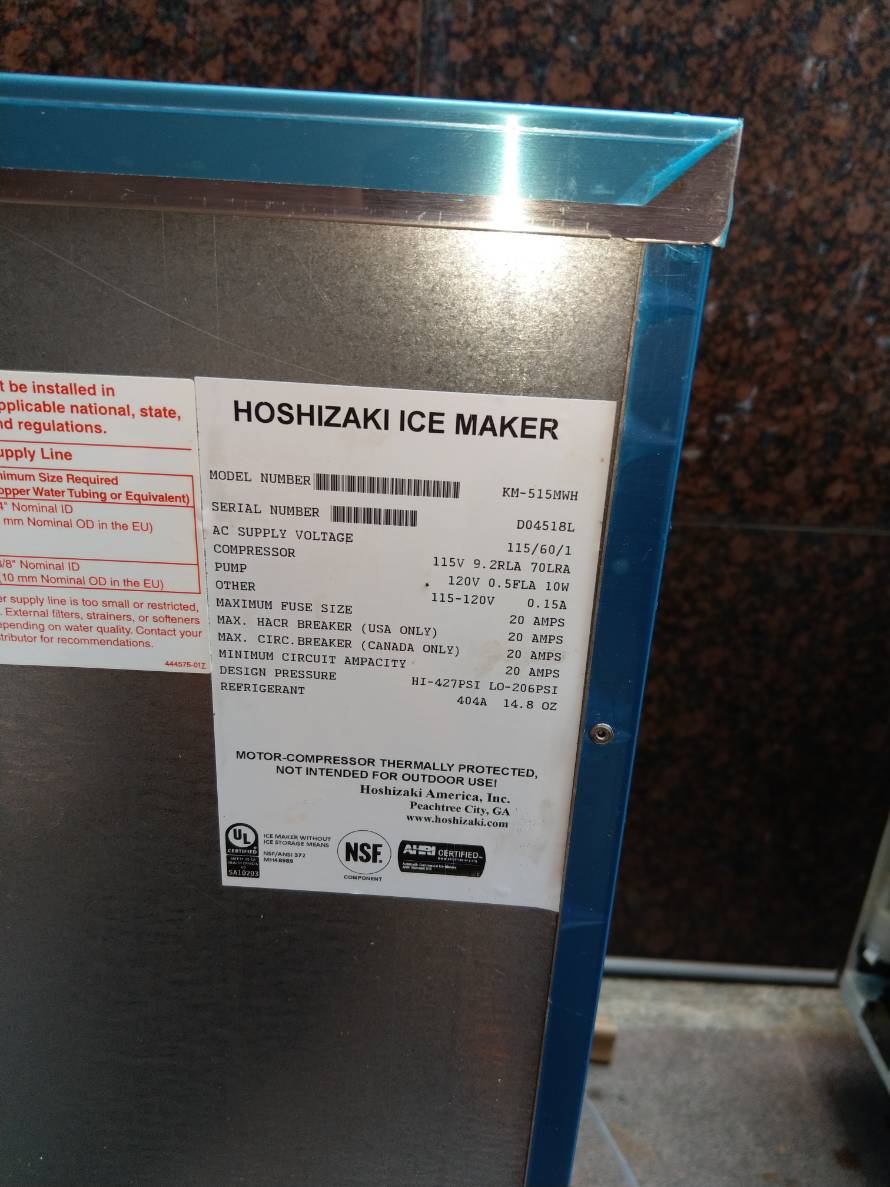 t be installed in
pplicable national, state,
nd regulations.
upply Line
nimum Size Required
opper Water Tubing or Equivalent)
4" Nominal ID
mm Nominal OD in the EU)
/8" Nominal ID
10 mm Nominal OD in the EU)
er supply line is too small or restricted,
. External filters, strainers, or softeners
epending on water quality. Contact your
tributor for recommendations.
444575-01Z
HOSHIZAKI ICE MAKER
MODEL NUMBER KM-515MWH
SERIAL NUMBER D04518L
AC SUPPLY VOLTAGE 115/60/1
COMPRESSOR 115V 9.2RLA 70LRA
PUMP 120V 0.5FLA 10W
OTHER 115-120V 0.15A
MAXIMUM FUSE SIZE 20 AMPS
MAX. HACR BREAKER (USA ONLY) 20 AMPS
MAX. CIRC.BREAKER (CANADA ONLY) 20 AMPS
MINIMUM CIRCUIT AMPACITY 20 AMPS
DESIGN PRESSURE HI-427PSI LO-206PSI
REFRIGERANT 404A 14.8 OZ
MOTOR-COMPRESSOR THERMALLY PROTECTED,
NOT INTENDED FOR OUTDOOR USE!
Hoshizaki America, Inc.
Peachtree City, GA
www.hoshizaki.com
UL
CERTIFIED
SA10203
ICE MAKER WITHOUT
ICE STORAGE MEANS
NSF/ANSI 372
MH48988
NSF.
COMPONENT
AHRI CERTIFIED